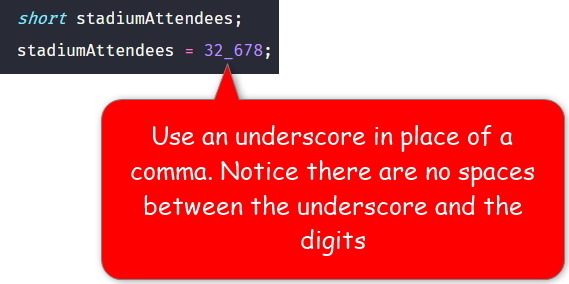 short stadiumAttendees;
stadiumAttendees = 32_678;
Use an underscore in place of a
comma. Notice there are no spaces
between the underscore and the
digits